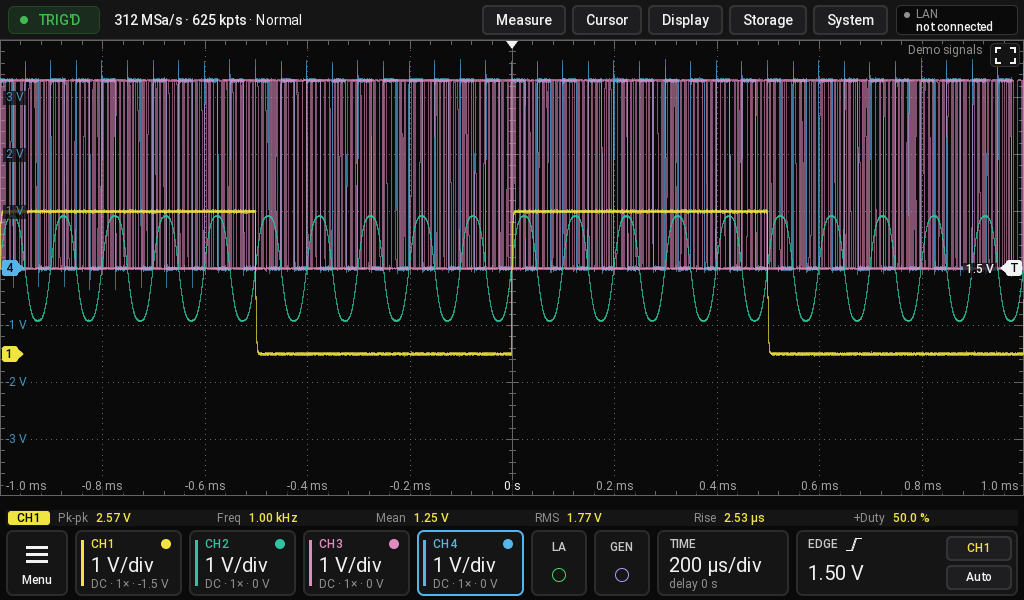 TRIG'D
312 MSa/s · 625 kpts · Normal
Measure
Cursor
Display
Storage
System
LAN
not connected
Demo signals
3 V
2 V
1 V
4
1.5 V
T
-1 V
1
-2 V
-3 V
-1.0 ms
-0.8 ms
-0.6 ms
-0.4 ms
-0.2 ms
0 s
0.2 ms
0.4 ms
0.6 ms
0.8 ms
1.0 ms
CH1
Pk-pk 2.57 V
Freq 1.00 kHz
Mean 1.25 V
RMS 1.77 V
Rise 2.53 µs
+Duty 50.0 %
Menu
CH1
1 V/div
DC · 1× · -1.5 V
CH2
1 V/div
DC · 1× · 0 V
CH3
1 V/div
DC · 1× · 0 V
CH4
1 V/div
DC · 1× · 0 V
LA
GEN
TIME
200 µs/div
delay 0 s
EDGE
1.50 V
CH1
Auto